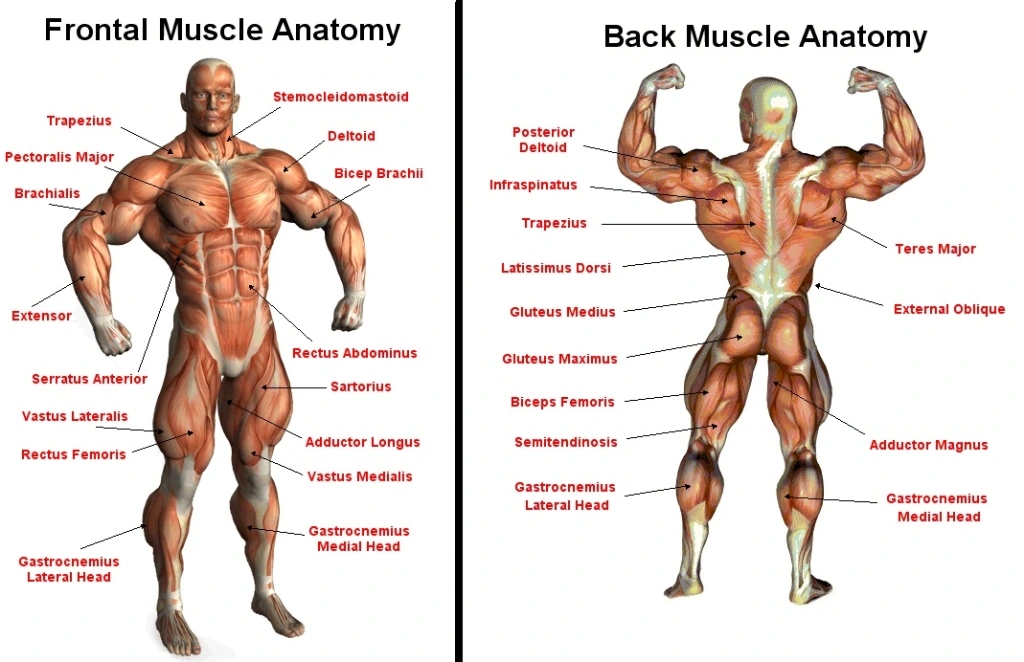 Frontal Muscle Anatomy
Stemocleidomastoid
Trapezius
Deltoid
Pectoralis Major
Bicep Brachii
Brachialis
Extensor
Rectus Abdominus
Serratus Anterior
Sartorius
Vastus Lateralis
Adductor Longus
Rectus Femoris
Vastus Medialis
Gastrocnemius
Medial Head
Gastrocnemius
Lateral Head
Back Muscle Anatomy
Posterior
Deltoid
Infraspinatus
Trapezius
Teres Major
Latissimus Dorsi
External Oblique
Gluteus Medius
Gluteus Maximus
Biceps Femoris
Semitendinosis
Adductor Magnus
Gastrocnemius
Lateral Head
Gastrocnemius
Medial Head